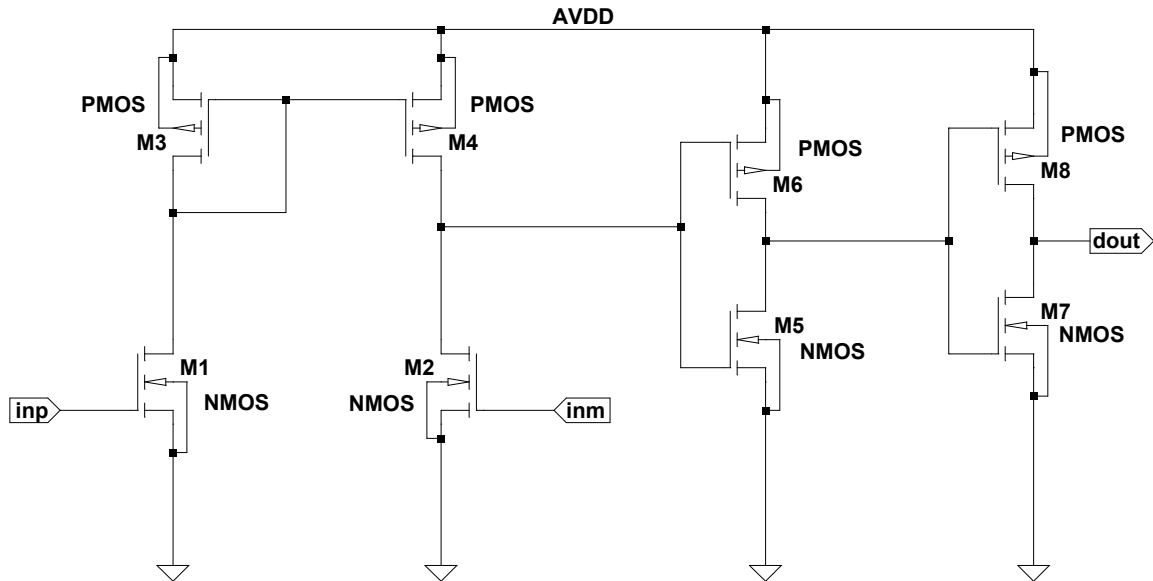 AVDD
PMOS
M3
PMOS
M4
PMOS
M6
PMOS
M8
dout
M1
NMOS
inp
M2
NMOS
inm
M5
NMOS
M7
NMOS